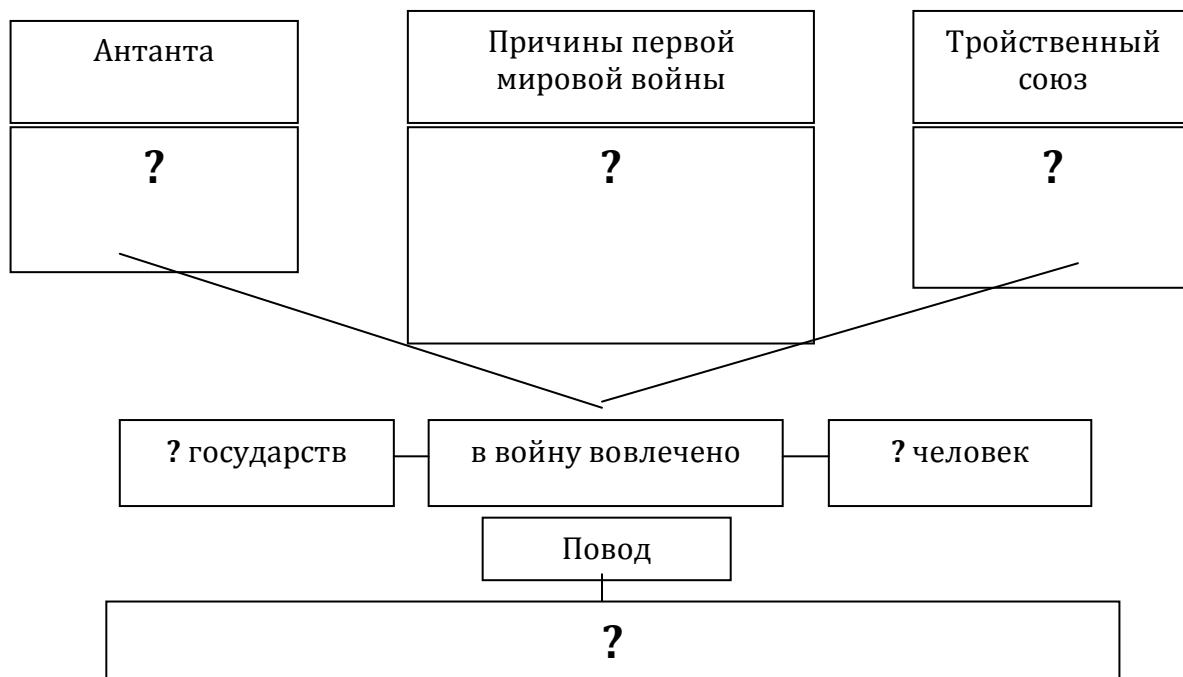 Антанта
Причины первой
мировой войны
Тройственный
союз
?
?
?
? государств
в войну вовлечено
? человек
Повод
?